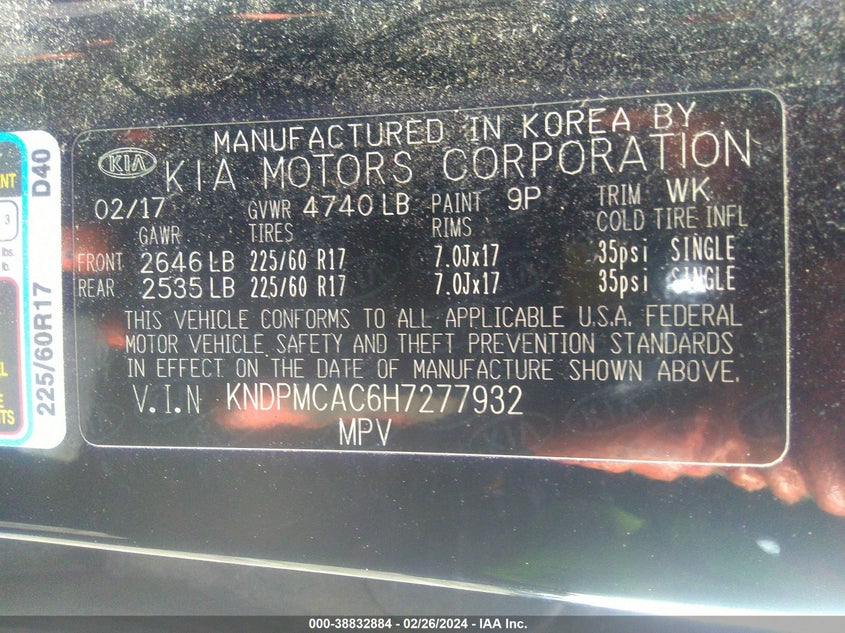 MANUFACTURED IN KOREA BY
KIA KIA MOTORS CORPORATION
02/17 GVWR 4740 LB PAINT 9P TRIM WK
GAWR TIRES RIMS COLD TIRE INFL
FRONT 2646 LB 225/60 R17 7.0Jx17 35psi SINGLE
REAR 2535 LB 225/60 R17 7.0Jx17 35psi SINGLE
THIS VEHICLE CONFORMS TO ALL APPLICABLE U.S.A. FEDERAL
MOTOR VEHICLE SAFETY AND THEFT PREVENTION STANDARDS
IN EFFECT ON THE DATE OF MANUFACTURE SHOWN ABOVE.
V.I.N KNDPMCAC6H7277932
MPV
D40
225/60R17
3
lbs.
lb.
000-38832884 - 02/26/2024 - IAA Inc.